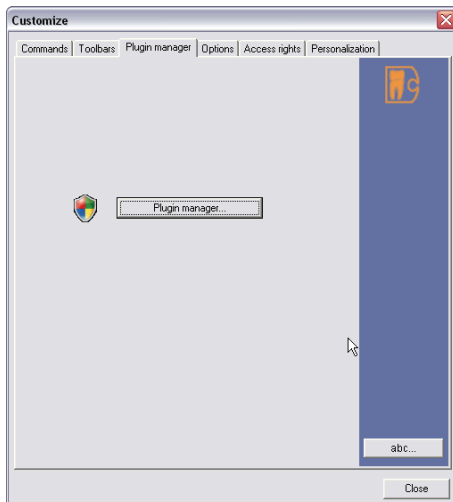 Customize
Commands Toolbars Plugin manager Options Access rights Personalization
Plugin manager...
abc...
Close